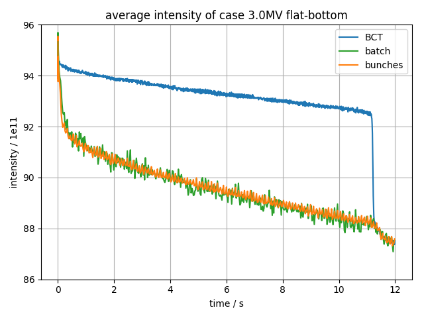 average intensity of case 3.0MV flat-bottom
96
94
92
90
88
86
intensity / 1e11
BCT
batch
bunches
0 2 4 6 8 10 12
time / s